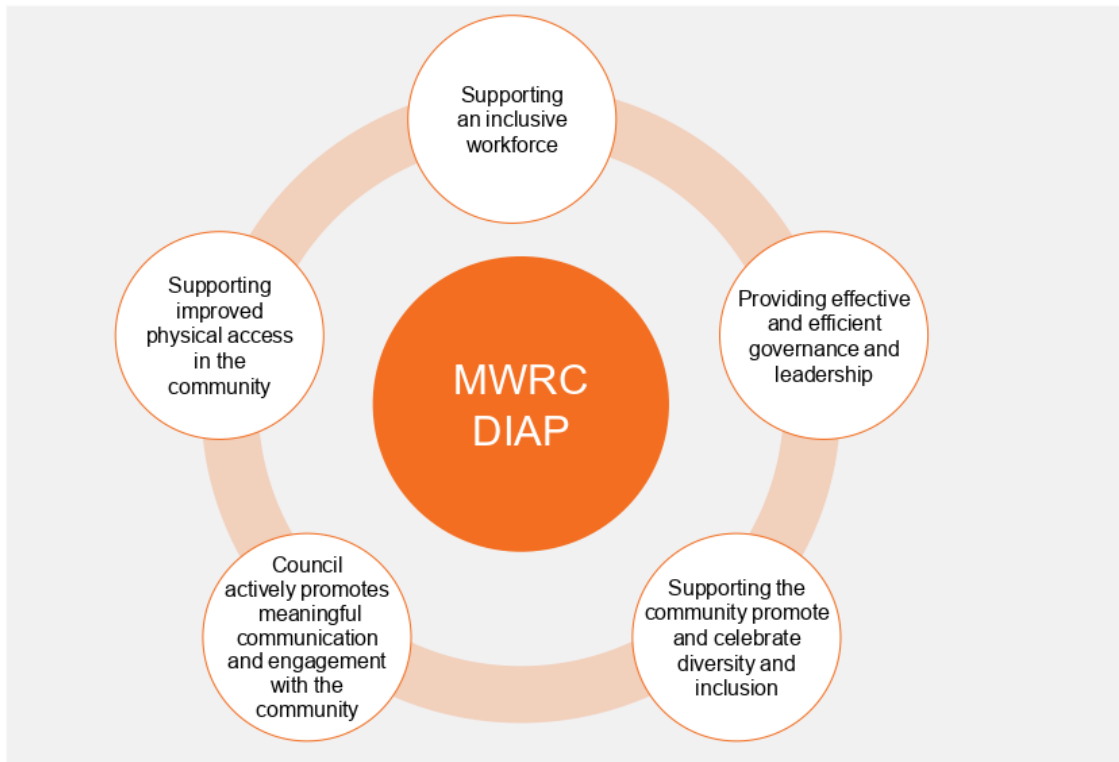 Supporting
an inclusive
workforce
Providing effective
and efficient
governance and
leadership
Supporting the
community promote
and celebrate
diversity and
inclusion
Council
actively promotes
meaningful
communication
and engagement
with the
community
Supporting
improved
physical access
in the
community
MWRC
DIAP